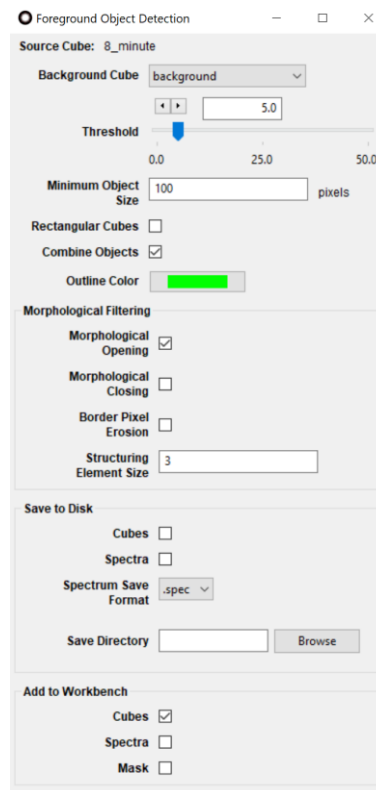 Foreground Object Detection
Source Cube: 8_minute
Background Cube background
5.0
Threshold
0.0 25.0 50.0
Minimum Object
Size 100 pixels
Rectangular Cubes
Combine Objects
Outline Color
Morphological Filtering
Morphological
Opening
Morphological
Closing
Border Pixel
Erosion
Structuring
Element Size 3
Save to Disk
Cubes
Spectra
Spectrum Save
Format .spec
Save Directory Browse
Add to Workbench
Cubes
Spectra
Mask